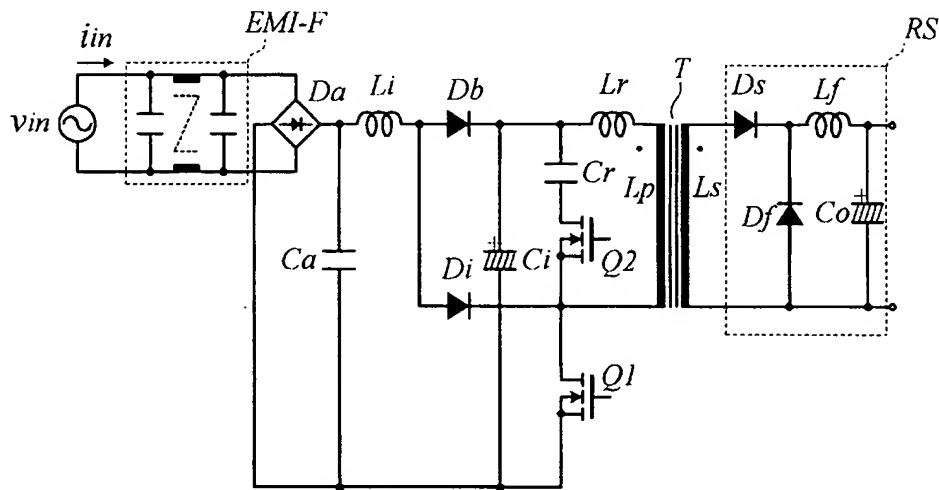 EMI-F
RS
iin
T
Da
Li
Db
Lr
Ds
Lf
vin
Cr
Lp
Ls
Ca
Di
+
Ci
Q2
Df
Co
+
Q1